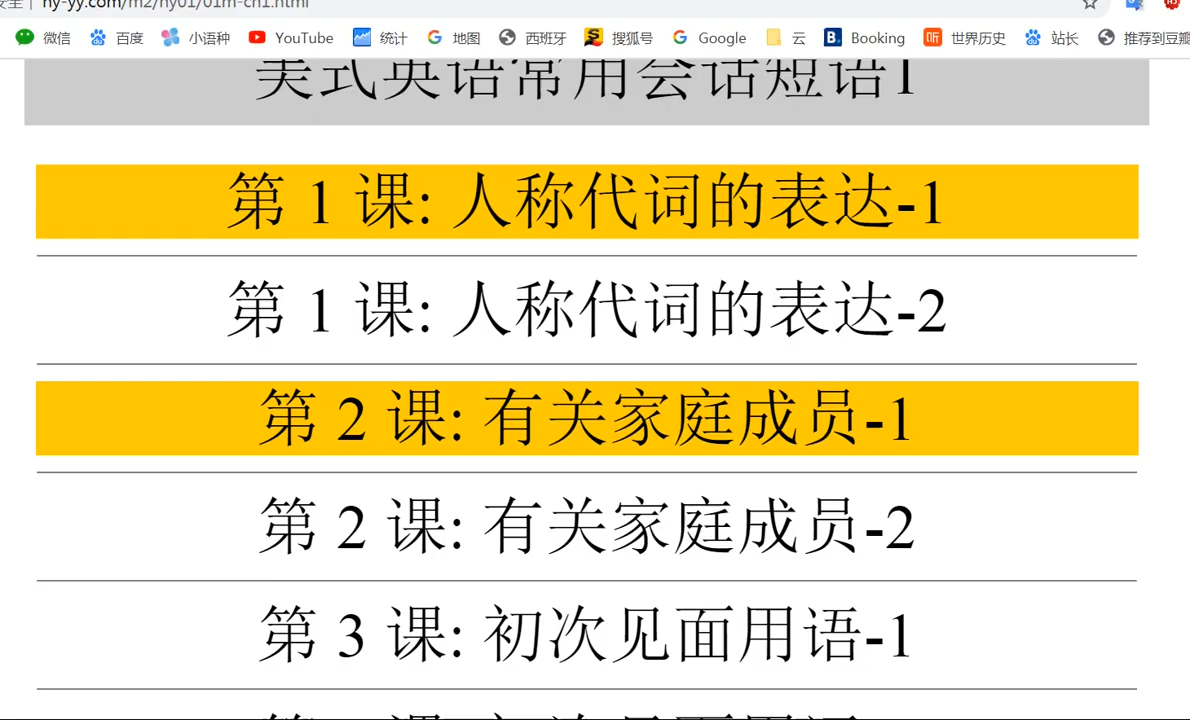 ny-yy.com/m2/ny01/01m-ch1.html
微信 百度 小语种 YouTube 统计 地图 西班牙 搜狐号 Google 云 Booking 世界历史 站长 推荐到豆瓣
美式英语常用会话短语1
第 1 课: 人称代词的表达-1
第 1 课: 人称代词的表达-2
第 2 课: 有关家庭成员-1
第 2 课: 有关家庭成员-2
第 3 课: 初次见面用语-1